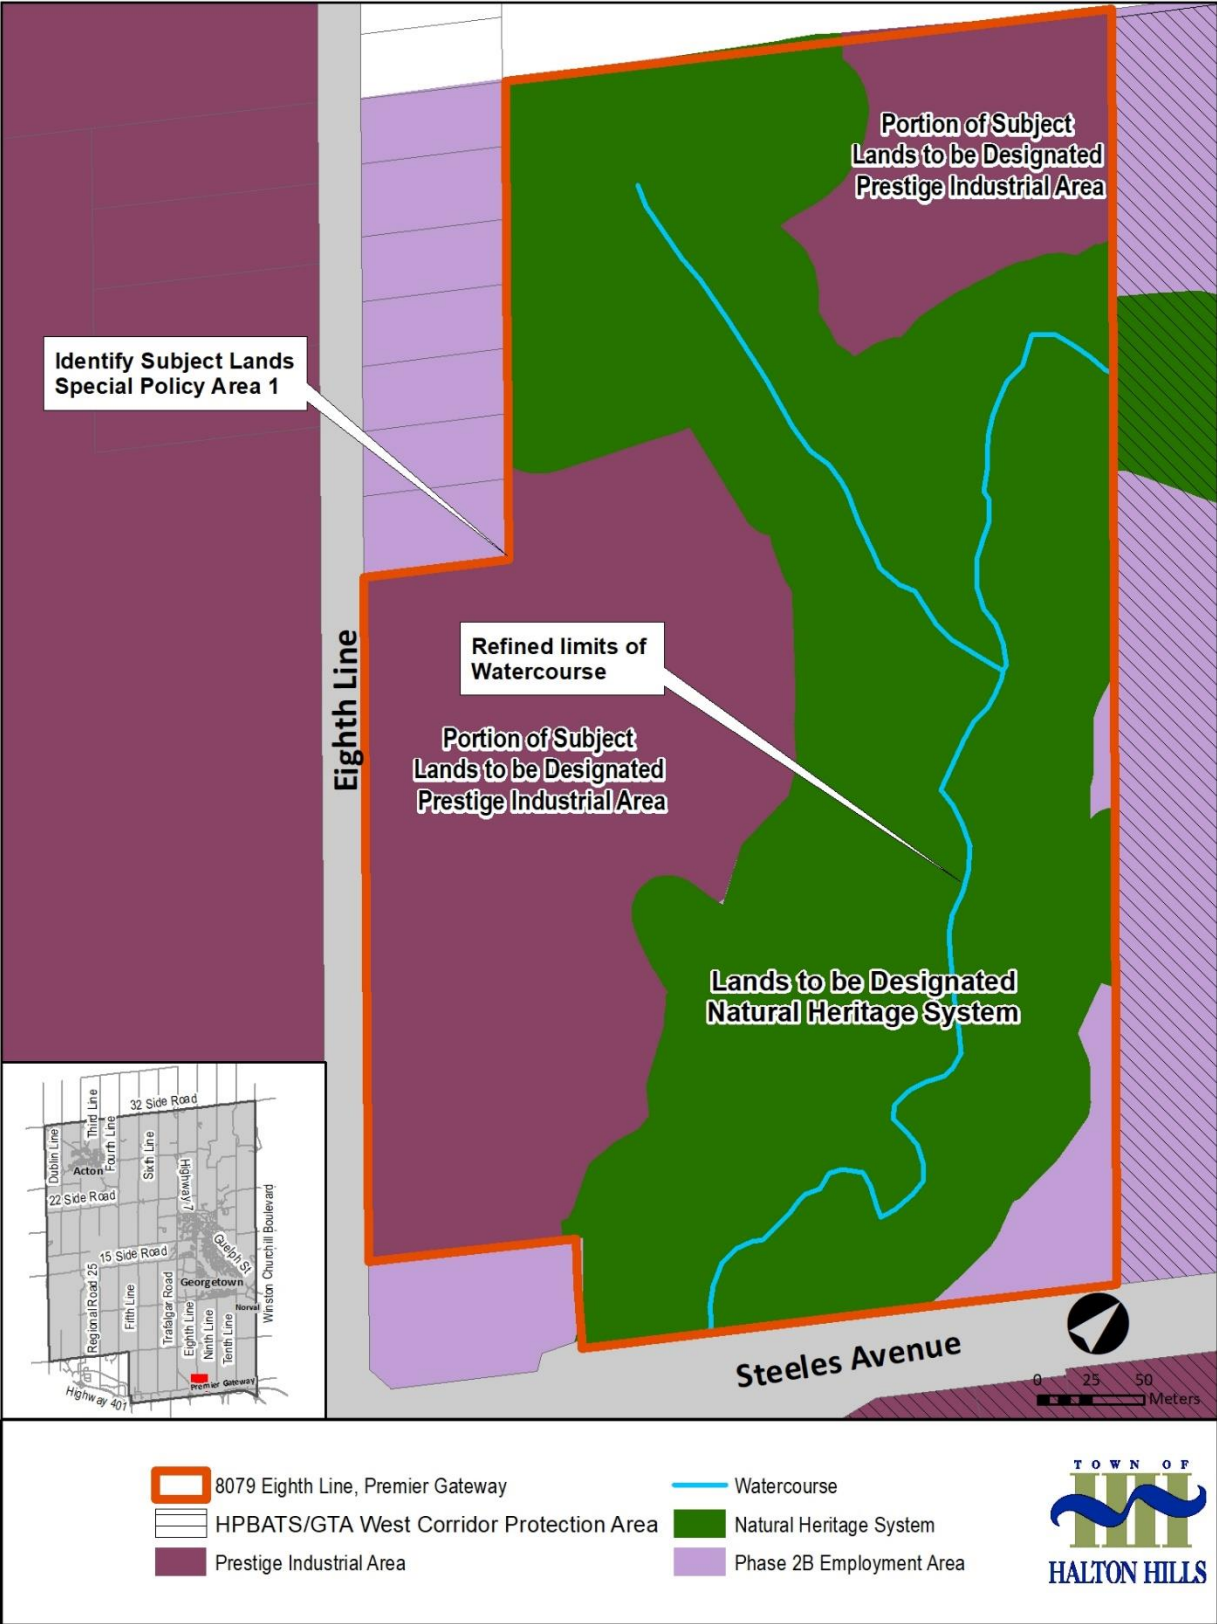 Portion of Subject
Lands to be Designated
Prestige Industrial Area
Identify Subject Lands
Special Policy Area 1
Eighth Line
Refined limits of
Watercourse
Portion of Subject
Lands to be Designated
Prestige Industrial Area
Lands to be Designated
Natural Heritage System
Steeles Avenue
0 25 50
Meters
32 Side Road
Third Line
Fourth Line
Dublin Line
Sixth Line
Acton
Highway 7
22 Side Road
Winston Churchill Boulevard
Guelph St
15 Side Road
Georgetown
Regional Road 25
Fifth Line
Trafalgar Road
Eighth Line
Ninth Line
Tenth Line
Norval
Premier Gateway
Highway 401
8079 Eighth Line, Premier Gateway
HPBATS/GTA West Corridor Protection Area
Prestige Industrial Area
Watercourse
Natural Heritage System
Phase 2B Employment Area
TOWN OF
HALTON HILLS